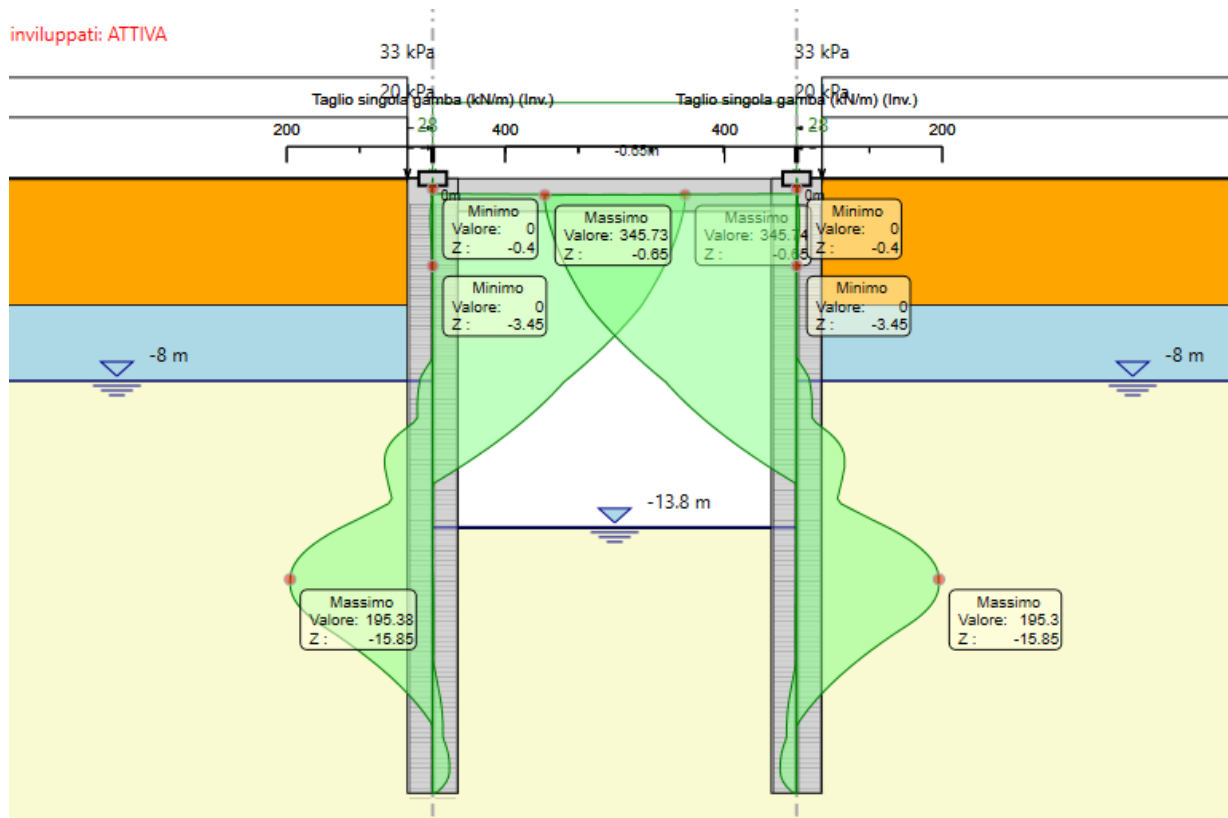 inviluppati: ATTIVA
33 kPa
33 kPa
20 kPa
20 kPa
Taglio singola gamba (kN/m) (Inv.)
Taglio singola gamba (kN/m) (Inv.)
200
-28
400
400
-28
200
-0.65m
0m
0m
Minimo
Valore: 0
Z : -0.4
Massimo
Valore: 345.73
Z : -0.65
Massimo
Valore: 345.74
Z : -0.65
Minimo
Valore: 0
Z : -0.4
Minimo
Valore: 0
Z : -3.45
Minimo
Valore: 0
Z : -3.45
-8 m
-8 m
-13.8 m
Massimo
Valore: 195.38
Z : -15.85
Massimo
Valore: 195.3
Z : -15.85